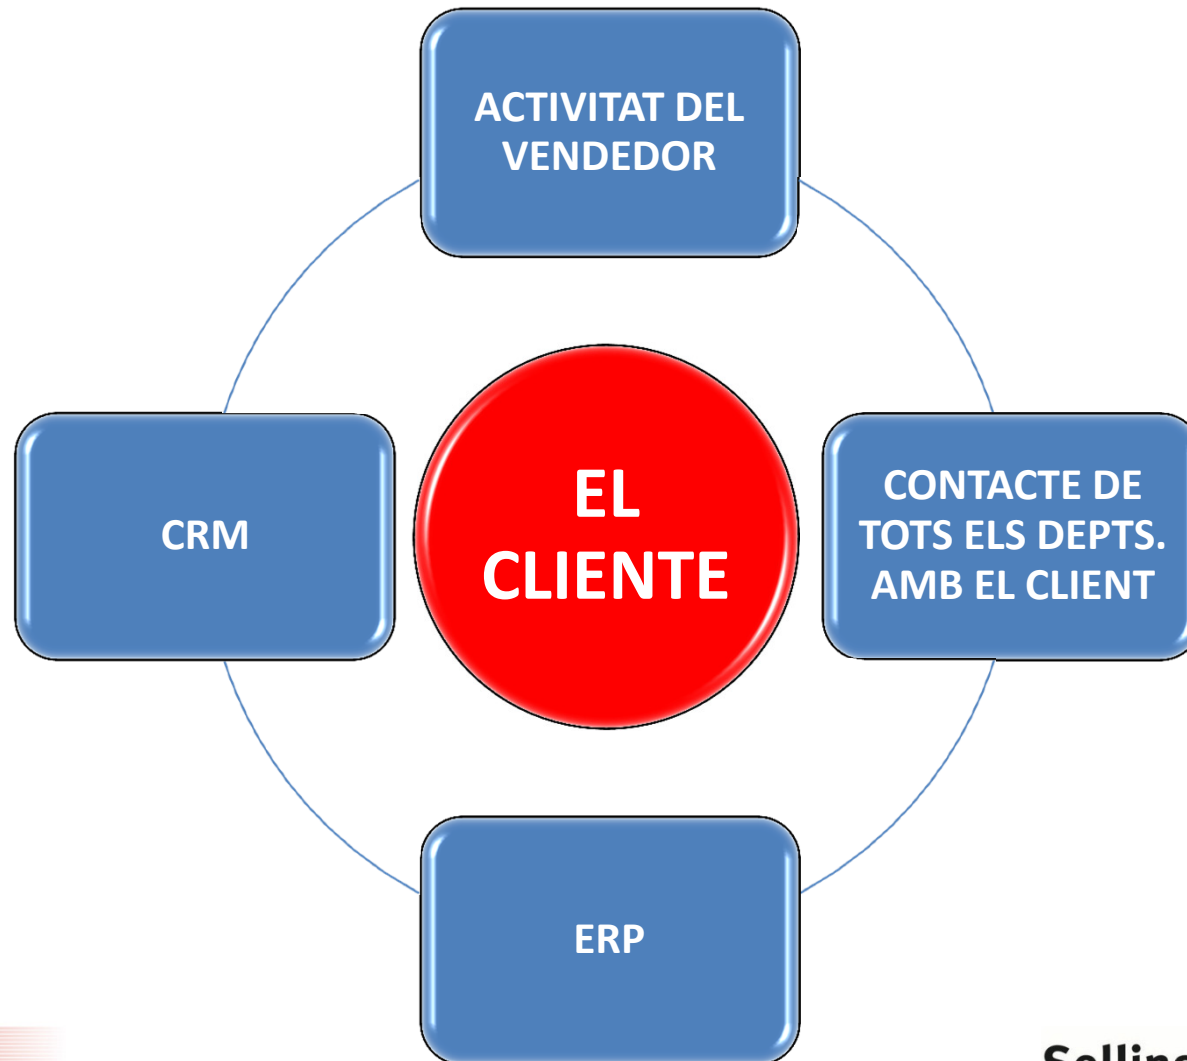 ACTIVITAT DEL
VENDEDOR
EL
CLIENTE
CRM
CONTACTE DE
TOTS ELS DEPTS.
AMB EL CLIENT
ERP